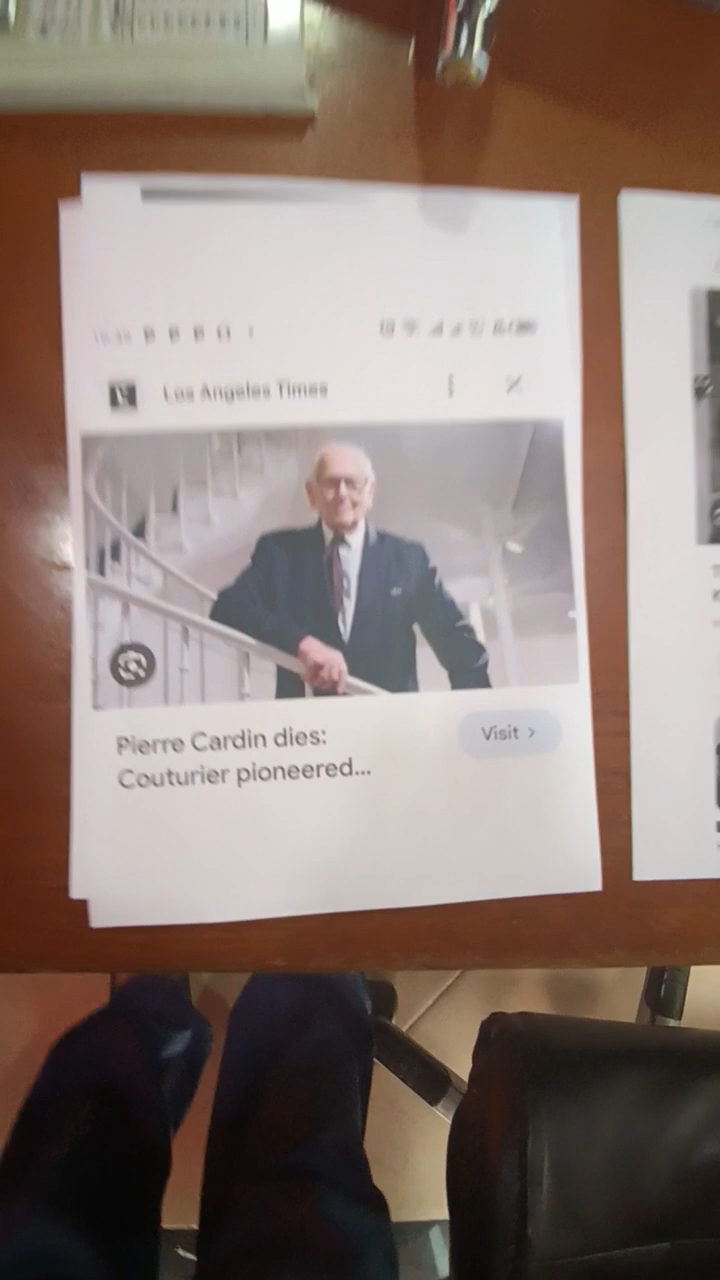 Los Angeles Times
Pierre Cardin dies:
Couturier pioneered...
Visit >